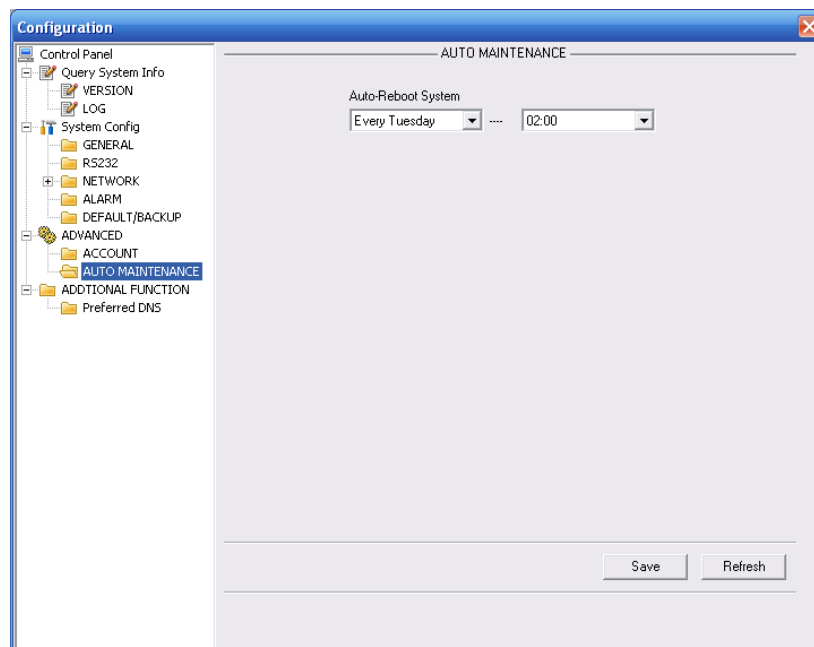 Configuration
Control Panel
Query System Info
VERSION
LOG
System Config
GENERAL
RS232
NETWORK
ALARM
DEFAULT/BACKUP
ADVANCED
ACCOUNT
AUTO MAINTENANCE
ADDTIONAL FUNCTION
Preferred DNS
AUTO MAINTENANCE
Auto-Reboot System
Every Tuesday ---- 02:00
Save Refresh